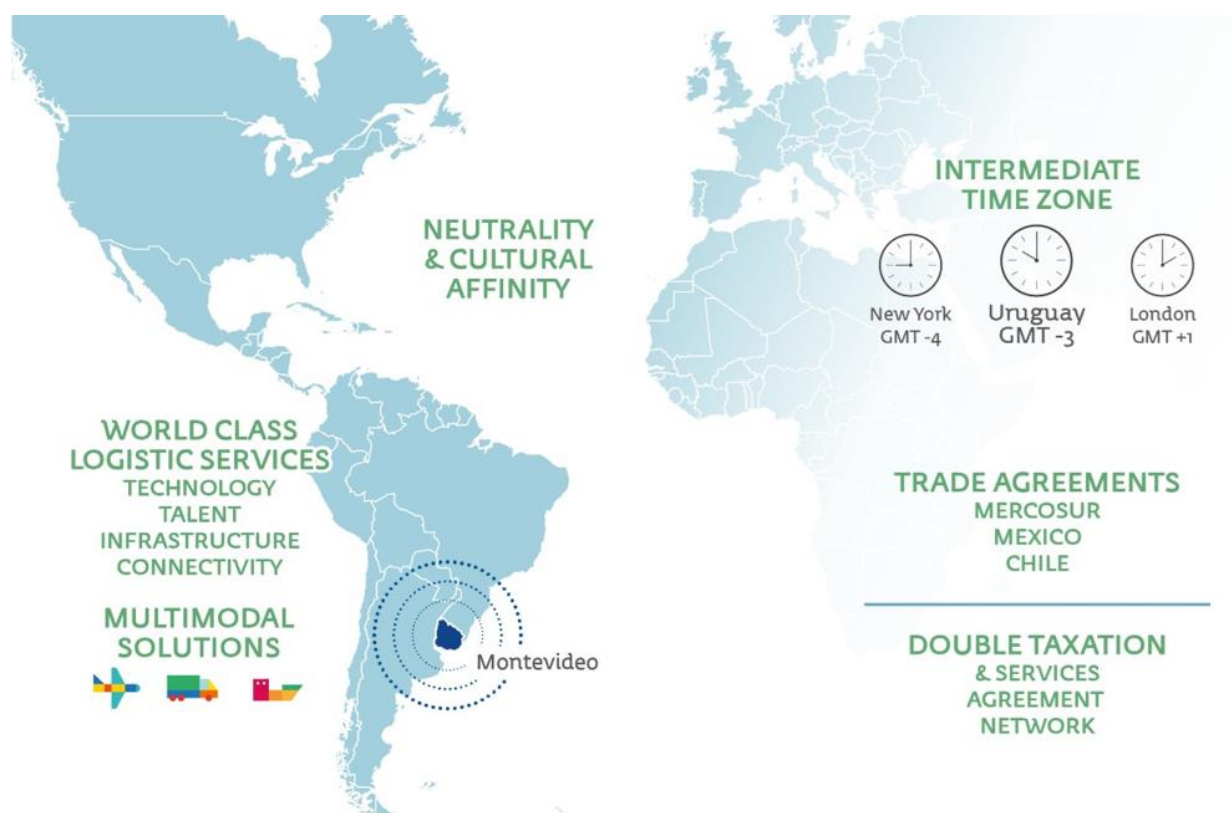 NEUTRALITY
& CULTURAL
AFFINITY
WORLD CLASS
LOGISTIC SERVICES
TECHNOLOGY
TALENT
INFRASTRUCTURE
CONNECTIVITY
MULTIMODAL
SOLUTIONS
Montevideo
INTERMEDIATE
TIME ZONE
New York
GMT -4
Uruguay
GMT -3
London
GMT +1
TRADE AGREEMENTS
MERCOSUR
MEXICO
CHILE
DOUBLE TAXATION
& SERVICES
AGREEMENT
NETWORK